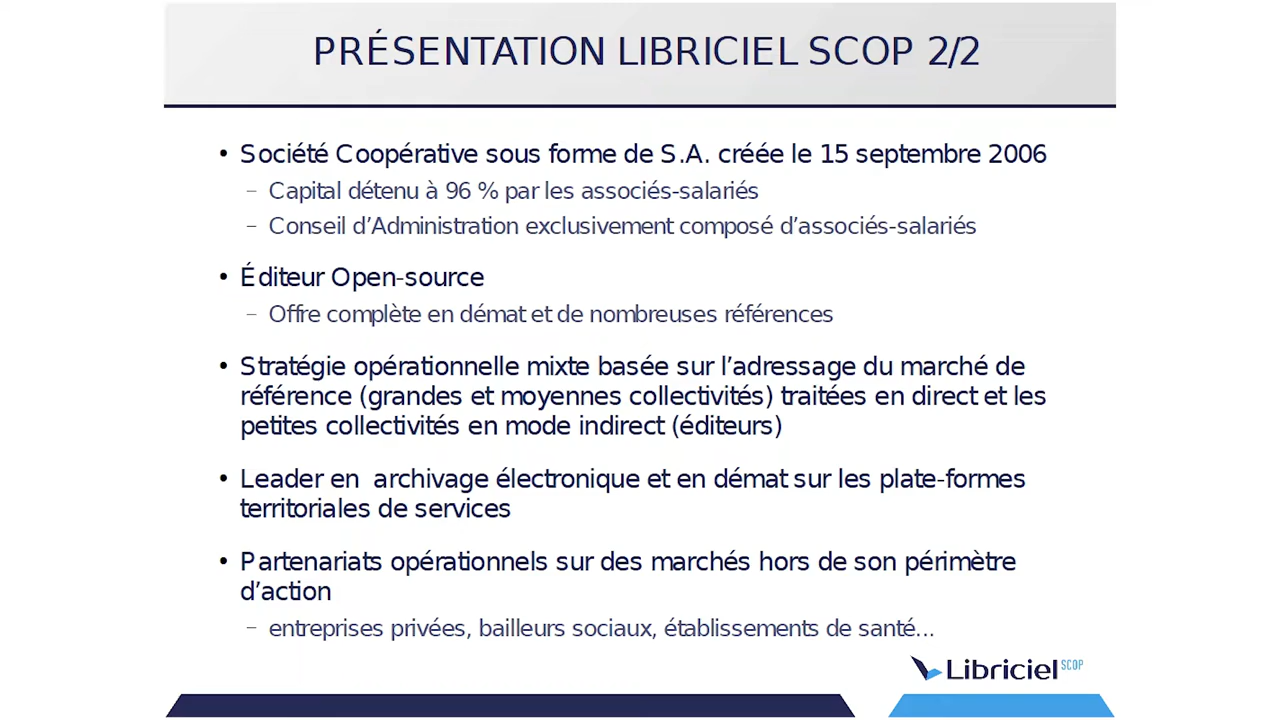 PRÉSENTATION LIBRICIEL SCOP 2/2
• Société Coopérative sous forme de S.A. créée le 15 septembre 2006
– Capital détenu à 96 % par les associés-salariés
– Conseil d'Administration exclusivement composé d'associés-salariés
• Éditeur Open-source
– Offre complète en démat et de nombreuses références
• Stratégie opérationnelle mixte basée sur l'adressage du marché de
référence (grandes et moyennes collectivités) traitées en direct et les
petites collectivités en mode indirect (éditeurs)
• Leader en archivage électronique et en démat sur les plate-formes
territoriales de services
• Partenariats opérationnels sur des marchés hors de son périmètre
d'action
– entreprises privées, bailleurs sociaux, établissements de santé...
Libriciel SCOP